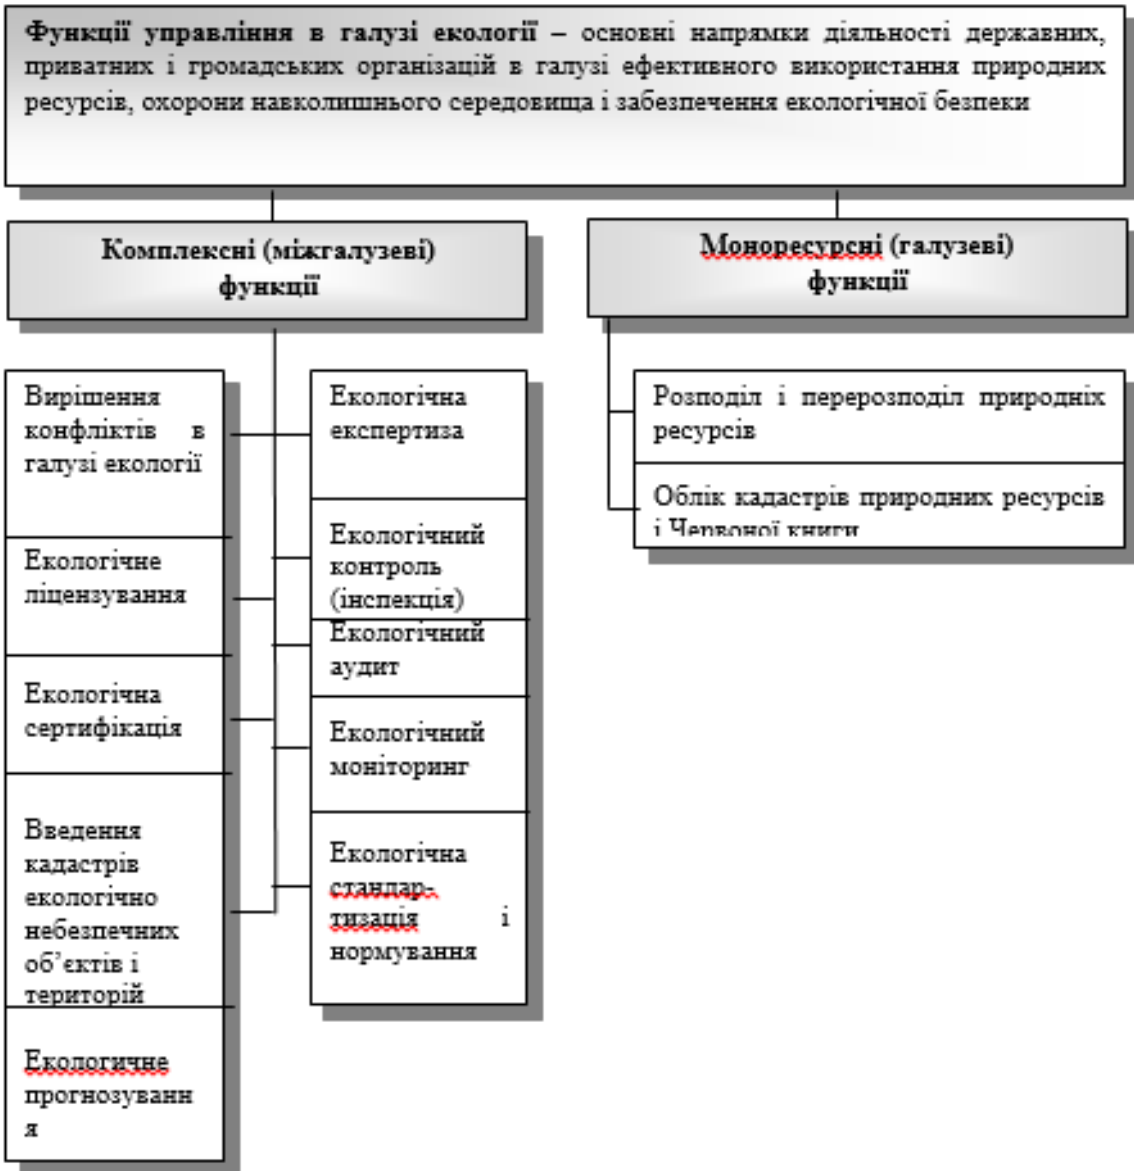 Функції управління в галузі екології – основні напрямки діяльності державних,
приватних і громадських організацій в галузі ефективного використання природних
ресурсів, охорони навколишнього середовища і забезпечення екологічної безпеки
Комплексні (міжгалузеві)
функції
Моноресурсні (галузеві)
функції
Вирішення
конфліктів в
галузі екології
Екологічне
ліцензування
Екологічна
сертифікація
Введення
кадастрів
екологічно
небезпечних
об’єктів і
територій
Екологичне
прогнозуванн
я
Екологічна
експертиза
Екологічний
контроль
(інспекція)
Екологічний
аудит
Екологічний
моніторинг
Екологічна
стандар-
тизація і
нормування
Розподіл і перерозподіл природніх
ресурсів
Облік кадастрів природних ресурсів
і Червоної книги